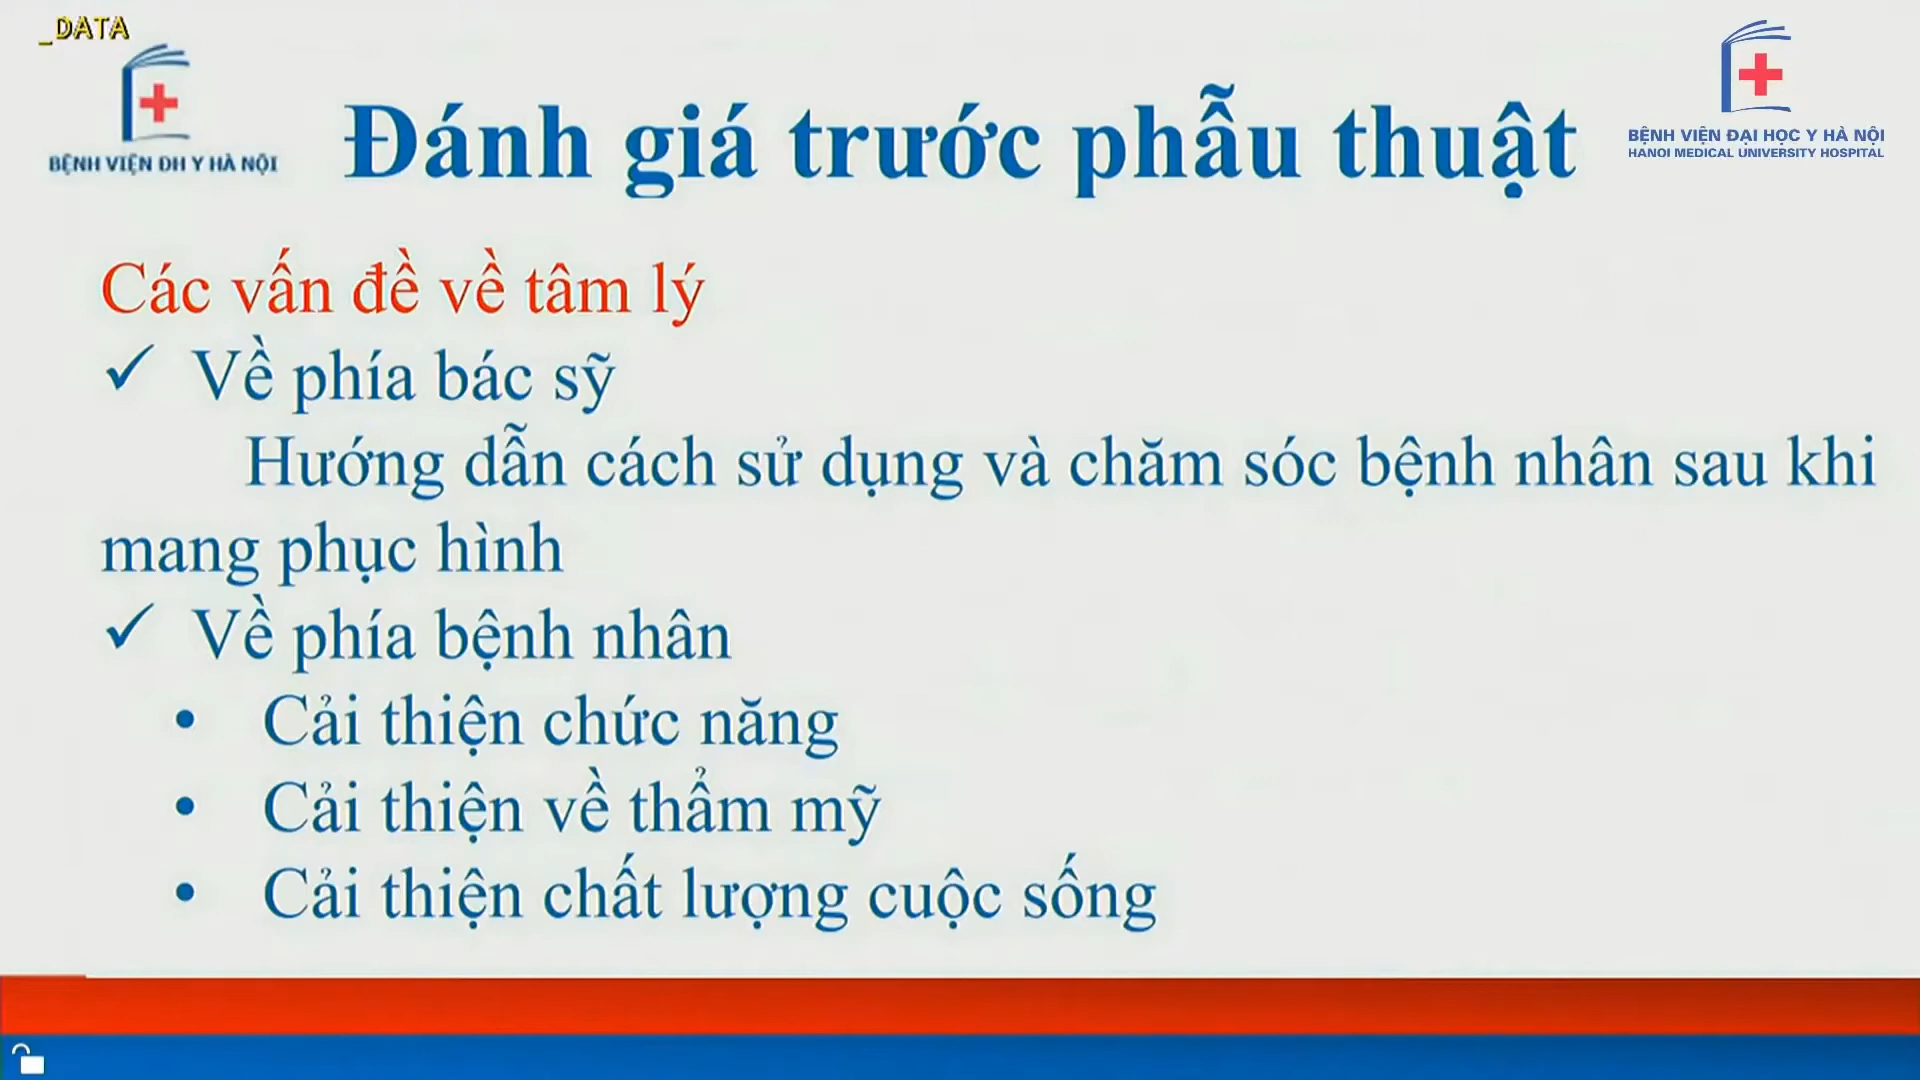 _DATA
BỆNH VIỆN ĐH Y HÀ NỘI
Đánh giá trước phẫu thuật
BỆNH VIỆN ĐẠI HỌC Y HÀ NỘI
HANOI MEDICAL UNIVERSITY HOSPITAL
Các vấn đề về tâm lý
✓ Về phía bác sỹ
Hướng dẫn cách sử dụng và chăm sóc bệnh nhân sau khi
mang phục hình
✓ Về phía bệnh nhân
• Cải thiện chức năng
• Cải thiện về thẩm mỹ
• Cải thiện chất lượng cuộc sống